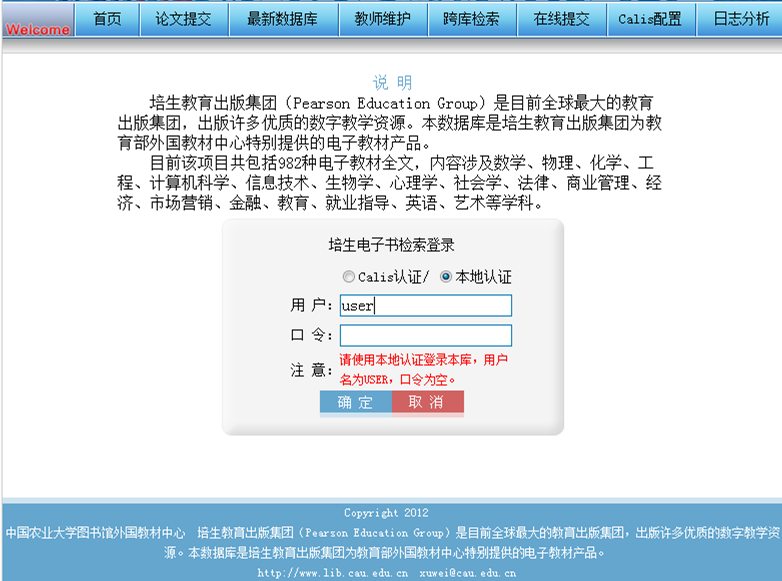 Welcome 首页 论文提交 最新数据库 教师维护 跨库检索 在线提交 Calis配置 日志分析
说 明
培生教育出版集团（Pearson Education Group）是目前全球最大的教育
出版集团，出版许多优质的数字教学资源。本数据库是培生教育出版集团为教
育部外国教材中心特别提供的电子教材产品。
目前该项目共包括982种电子教材全文，内容涉及数学、物理、化学、工
程、计算机科学、信息技术、生物学、心理学、社会学、法律、商业管理、经
济、市场营销、金融、教育、就业指导、英语、艺术等学科。
培生电子书检索登录
Calis认证/ 本地认证
用 户：user
口 令：
注 意：请使用本地认证登录本库，用户
名为USER，口令为空。
确 定 取 消
Copyright 2012
中国农业大学图书馆外国教材中心 培生教育出版集团（Pearson Education Group）是目前全球最大的教育出版集团，出版许多优质的数字教学资
源。本数据库是培生教育出版集团为教育部外国教材中心特别提供的电子教材产品。
http://www.lib.cau.edu.cn xuwei@cau.edu.cn